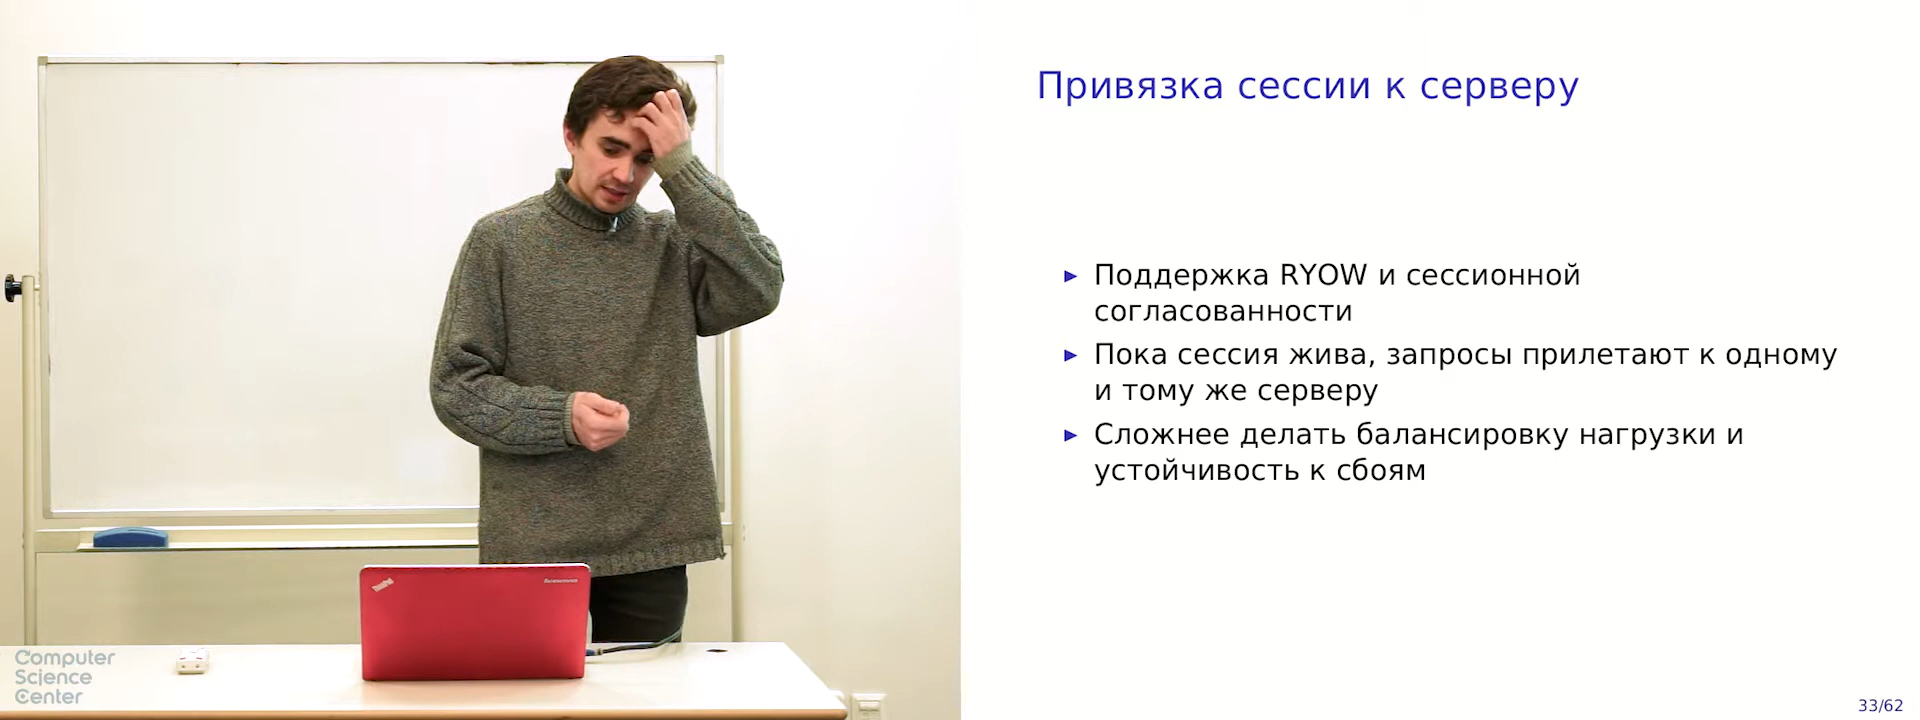 Привязка сессии к серверу
Поддержка RYOW и сессионной
согласованности
Пока сессия жива, запросы прилетают к одному
и тому же серверу
Сложнее делать балансировку нагрузки и
устойчивость к сбоям
33/62
Computer
Science
Center